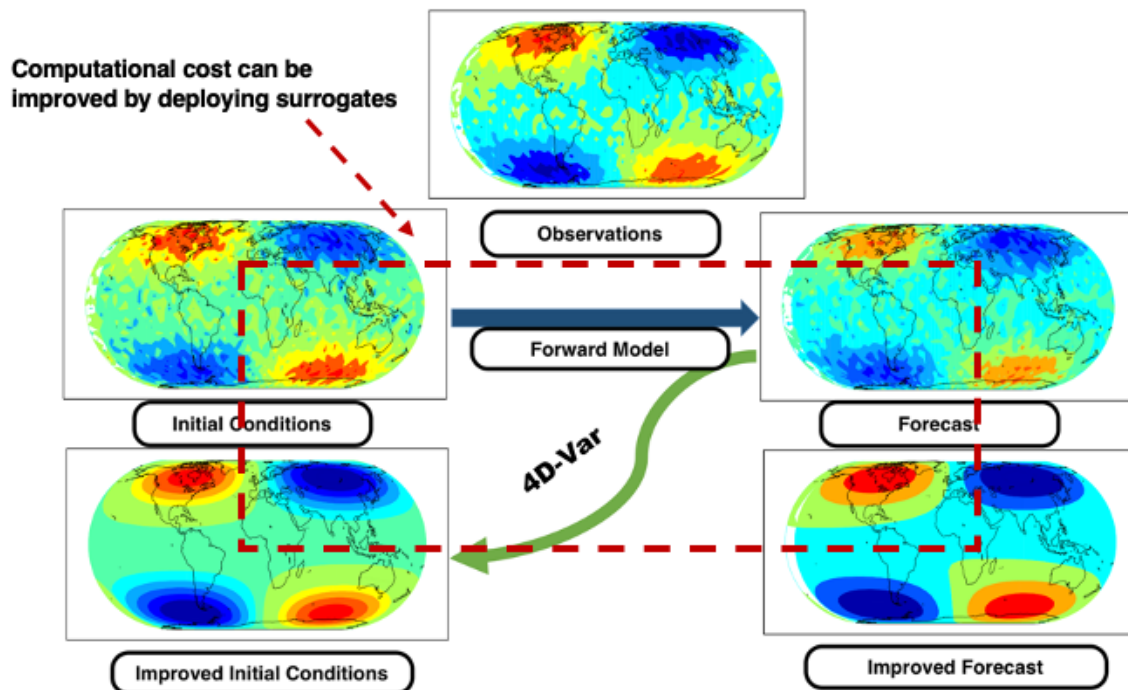 Computational cost can be
improved by deploying surrogates
Observations
Forward Model
Initial Conditions
Forecast
4D-Var
Improved Initial Conditions
Improved Forecast